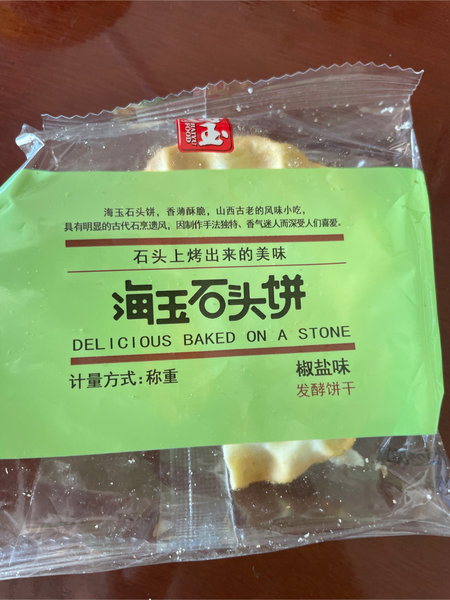 HAIYU
FOOD
海玉石头饼，香薄酥脆，山西古老的风味小吃，
具有明显的古代石烹遗风，因制作手法独特、香气迷人而深受人们喜爱。
石头上烤出来的美味
海玉石头饼
DELICIOUS BAKED ON A STONE
计量方式：称重
椒盐味
发酵饼干